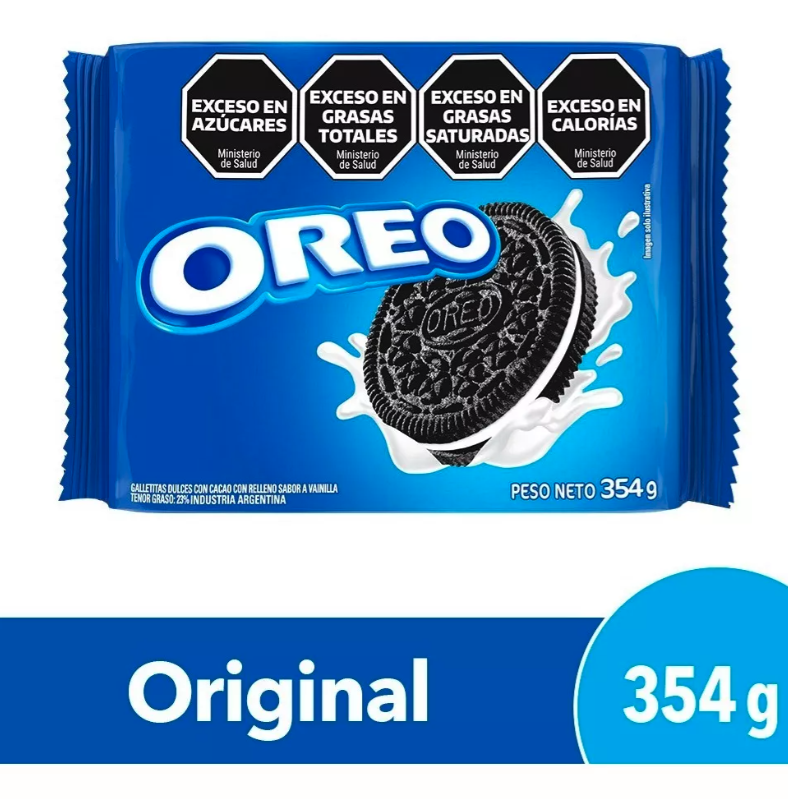 EXCESO EN
AZÚCARES
Ministerio
de Salud
EXCESO EN
GRASAS
TOTALES
Ministerio
de Salud
EXCESO EN
GRASAS
SATURADAS
Ministerio
de Salud
EXCESO EN
CALORÍAS
Ministerio
de Salud
Imagen solo ilustrativa
OREO
OREO
GALLETITAS DULCES CON CACAO CON RELLENO SABOR A VAINILLA
TENOR GRASO: 23% INDUSTRIA ARGENTINA
PESO NETO 354 g
Original
354 g